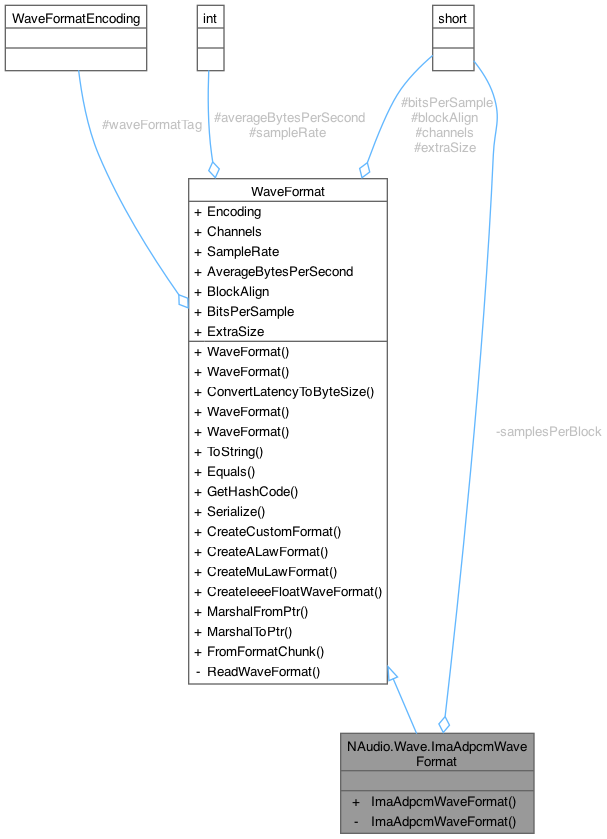 WaveFormatEncoding
int
short
#waveFormatTag
#averageBytesPerSecond
#sampleRate
#bitsPerSample
#blockAlign
#channels
#extraSize
WaveFormat
+ Encoding
+ Channels
+ SampleRate
+ AverageBytesPerSecond
+ BlockAlign
+ BitsPerSample
+ ExtraSize
+ WaveFormat()
+ WaveFormat()
+ ConvertLatencyToByteSize()
+ WaveFormat()
+ WaveFormat()
+ ToString()
+ Equals()
+ GetHashCode()
+ Serialize()
+ CreateCustomFormat()
+ CreateALawFormat()
+ CreateMuLawFormat()
+ CreateIeeeFloatWaveFormat()
+ MarshalFromPtr()
+ MarshalToPtr()
+ FromFormatChunk()
- ReadWaveFormat()
-samplesPerBlock
NAudio.Wave.ImaAdpcmWave
Format
+ ImaAdpcmWaveFormat()
- ImaAdpcmWaveFormat()